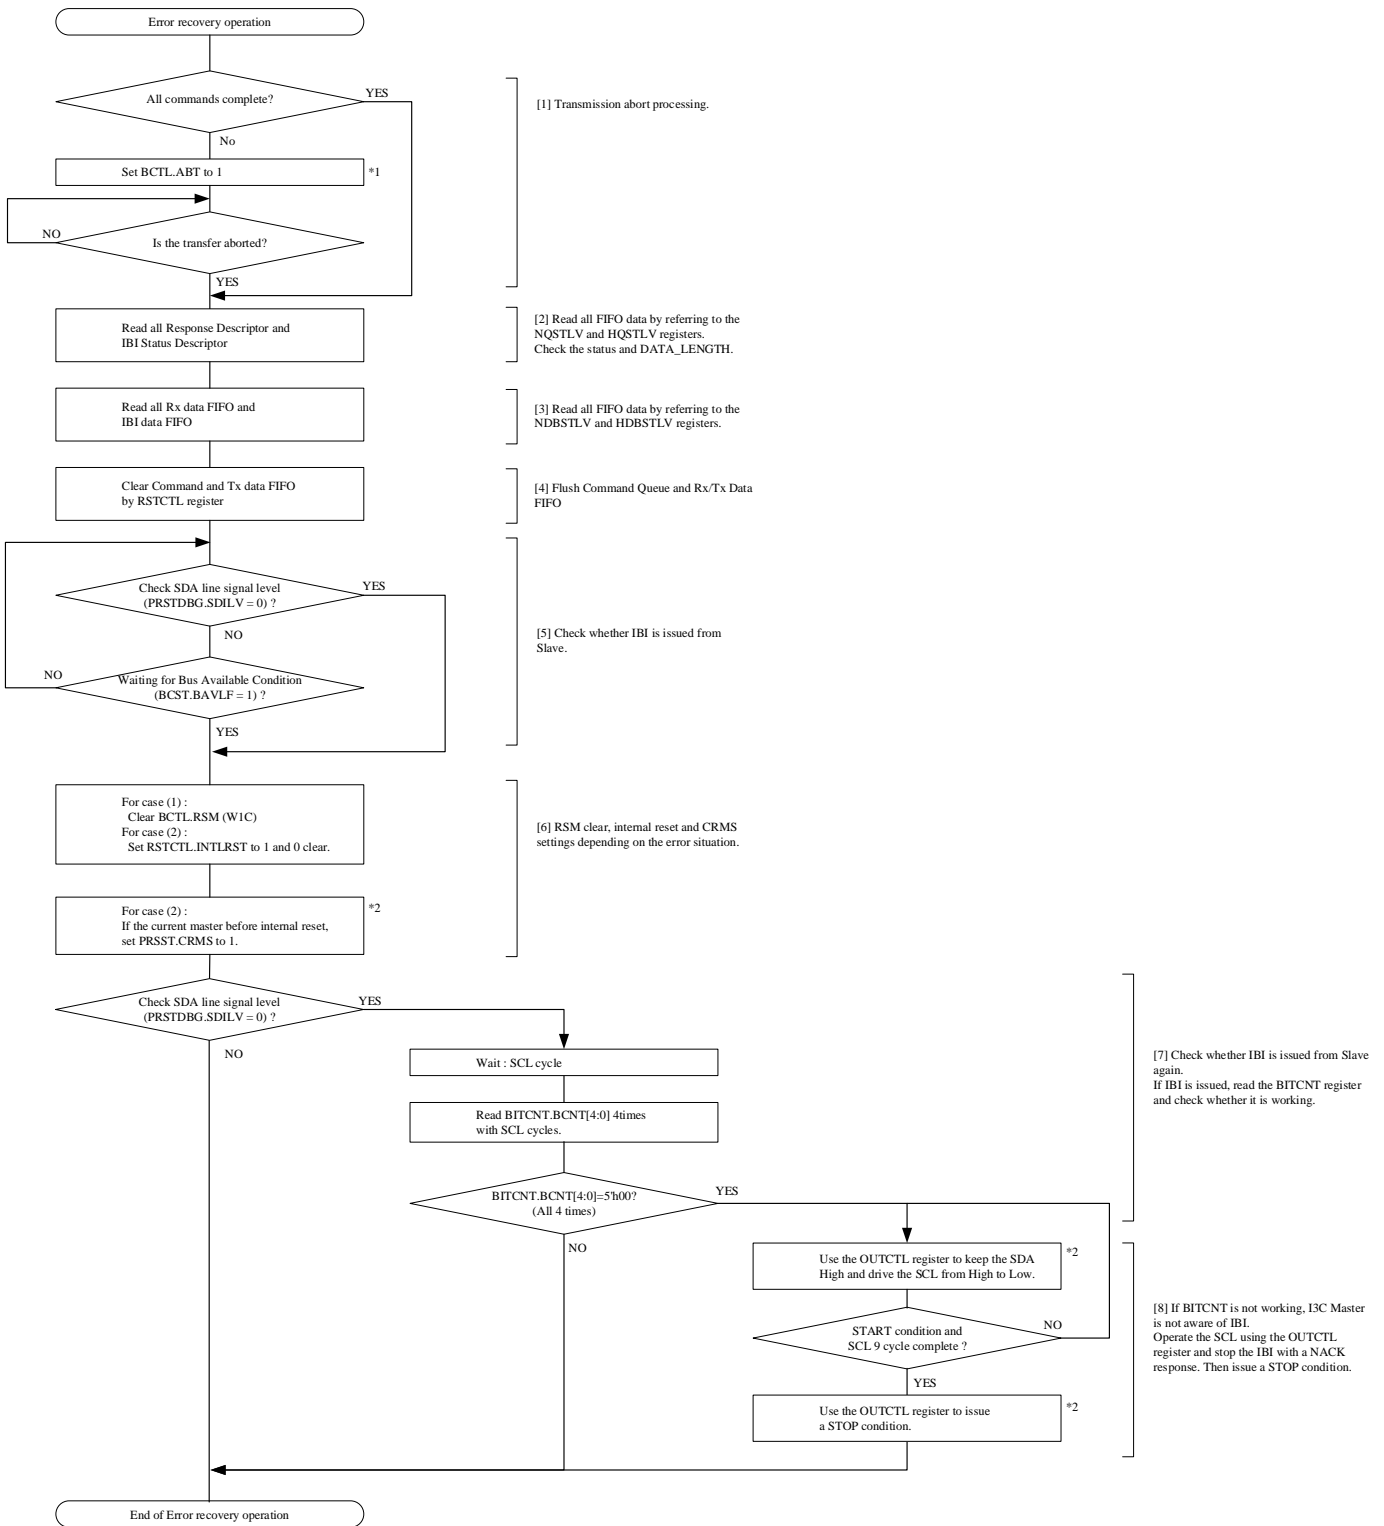 Error recovery operation
All commands complete?
YES
[1] Transmission abort processing.
No
Set BCTL.ABT to 1
*1
NO
Is the transfer aborted?
YES
Read all Response Descriptor and
IBI Status Descriptor
[2] Read all FIFO data by referring to the
NQSTLV and HQSTLV registers.
Check the status and DATA_LENGTH.
Read all Rx data FIFO and
IBI data FIFO
[3] Read all FIFO data by referring to the
NDBSTLV and HDBSTLV registers.
Clear Command and Tx data FIFO
by RSTCTL register
[4] Flush Command Queue and Rx/Tx Data
FIFO
Check SDA line signal level
(PRSTDBG.SDILV = 0) ?
YES
NO
[5] Check whether IBI is issued from
Slave.
NO
Waiting for Bus Available Condition
(BCST.BAVLF = 1) ?
YES
For case (1) :
Clear BCTL.RSM (W1C)
For case (2) :
Set RSTCTL.INTLRST to 1 and 0 clear.
[6] RSM clear, internal reset and CRMS
settings depending on the error situation.
For case (2) :
If the current master before internal reset,
set PRSST.CRMS to 1.
*2
Check SDA line signal level
(PRSTDBG.SDILV = 0) ?
YES
NO
Wait : SCL cycle
[7] Check whether IBI is issued from Slave
again.
If IBI is issued, read the BITCNT register
and check whether it is working.
Read BITCNT.BCNT[4:0] 4times
with SCL cycles.
BITCNT.BCNT[4:0]=5'h00?
(All 4 times)
YES
NO
Use the OUTCTL register to keep the SDA
High and drive the SCL from High to Low.
*2
START condition and
SCL 9 cycle complete ?
NO
YES
[8] If BITCNT is not working, I3C Master
is not aware of IBI.
Operate the SCL using the OUTCTL
register and stop the IBI with a NACK
response. Then issue a STOP condition.
Use the OUTCTL register to issue
a STOP condition.
*2
End of Error recovery operation